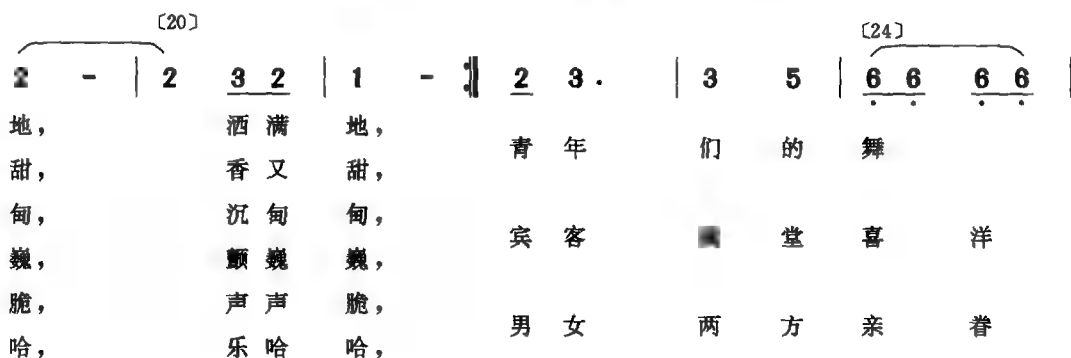 〔20〕 〔24〕
- | 2 3 2 | 1 - :‖ 2 3 · | 3 5 | 6 6 6 6 |
地， 洒 满 地，
青 年 们 的 舞
甜， 香 又 甜，
甸， 沉 甸 甸，
宾 客 堂 喜 洋
巍， 颤 巍 巍，
脆， 声 声 脆，
男 女 两 方 亲 眷
哈， 乐 哈 哈，